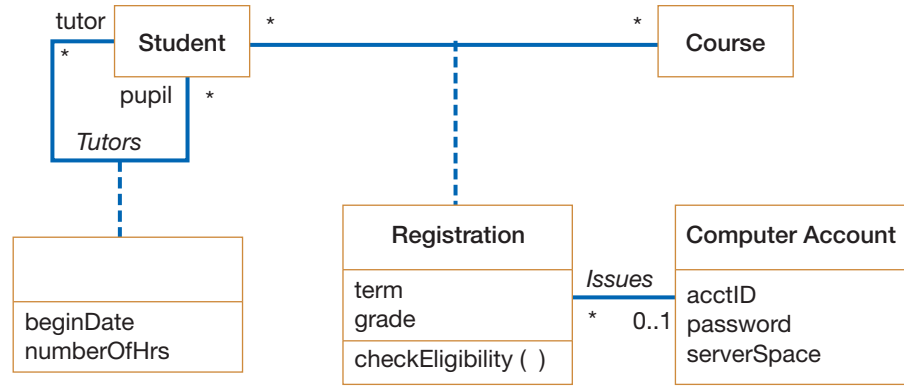 tutor
*
Student
*
*
Course
pupil
*
Tutors
Registration
Computer Account
term
grade
checkEligibility ( )
Issues
*
0..1
acctID
password
serverSpace
beginDate
numberOfHrs